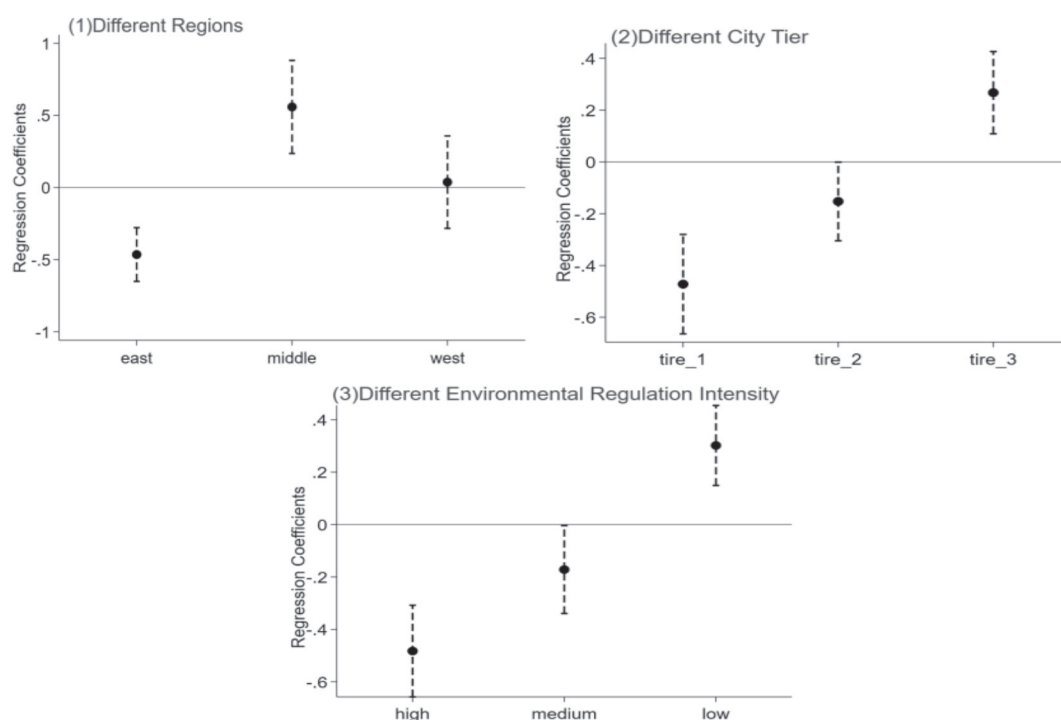 (1)Different Regions
Regression Coefficients
1
.5
0
-.5
-1
east middle west
(2)Different City Tier
Regression Coefficients
.4
.2
0
-.2
-.4
-.6
tire_1 tire_2 tire_3
(3)Different Environmental Regulation Intensity
Regression Coefficients
.4
.2
0
-.2
-.4
-.6
high medium low